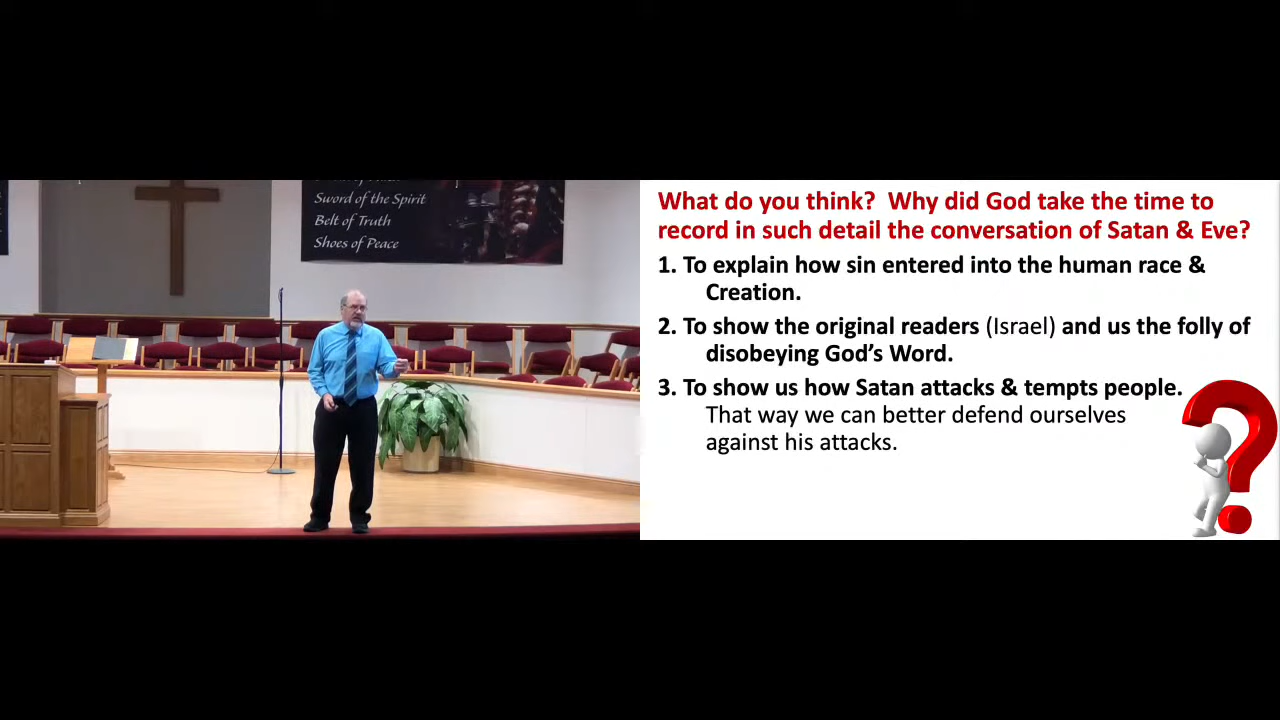 Sword of the Spirit
Belt of Truth
Shoes of Peace
What do you think?  Why did God take the time to
record in such detail the conversation of Satan & Eve?
1. To explain how sin entered into the human race &
Creation.
2. To show the original readers (Israel) and us the folly of
disobeying God’s Word.
3. To show us how Satan attacks & tempts people.
That way we can better defend ourselves
against his attacks.